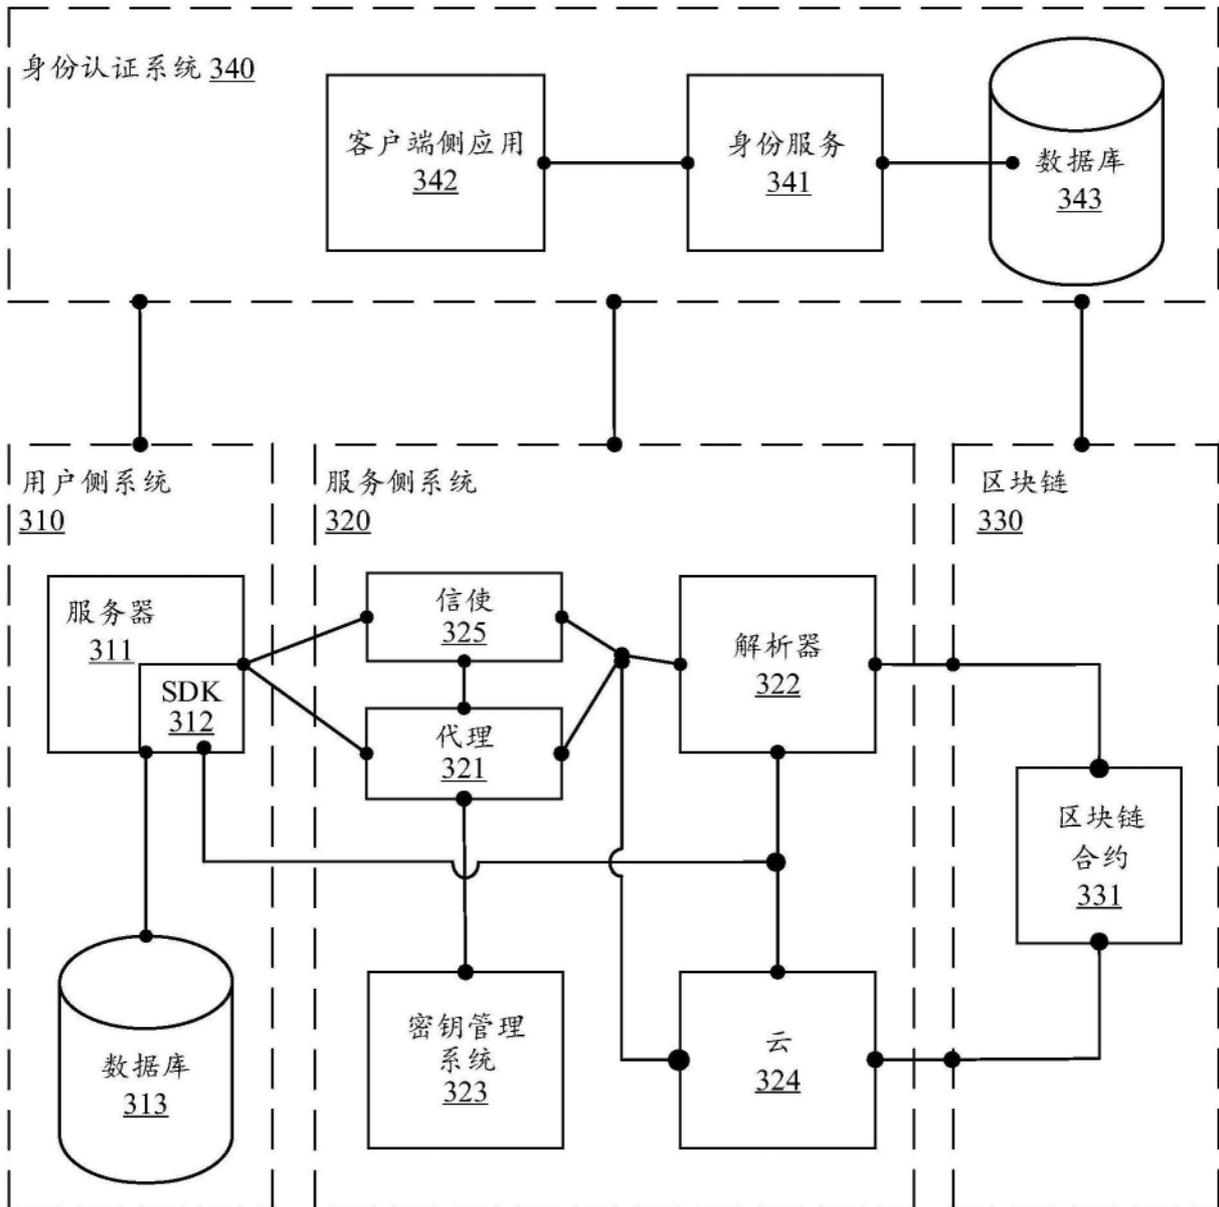 身份认证系统 340
客户端侧应用
342
身份服务
341
数据库
343
用户侧系统
310
服务侧系统
320
区块链
330
服务器
311
SDK
312
信使
325
代理
321
解析器
322
区块链
合约
331
数据库
313
密钥管理
系统
323
云
324